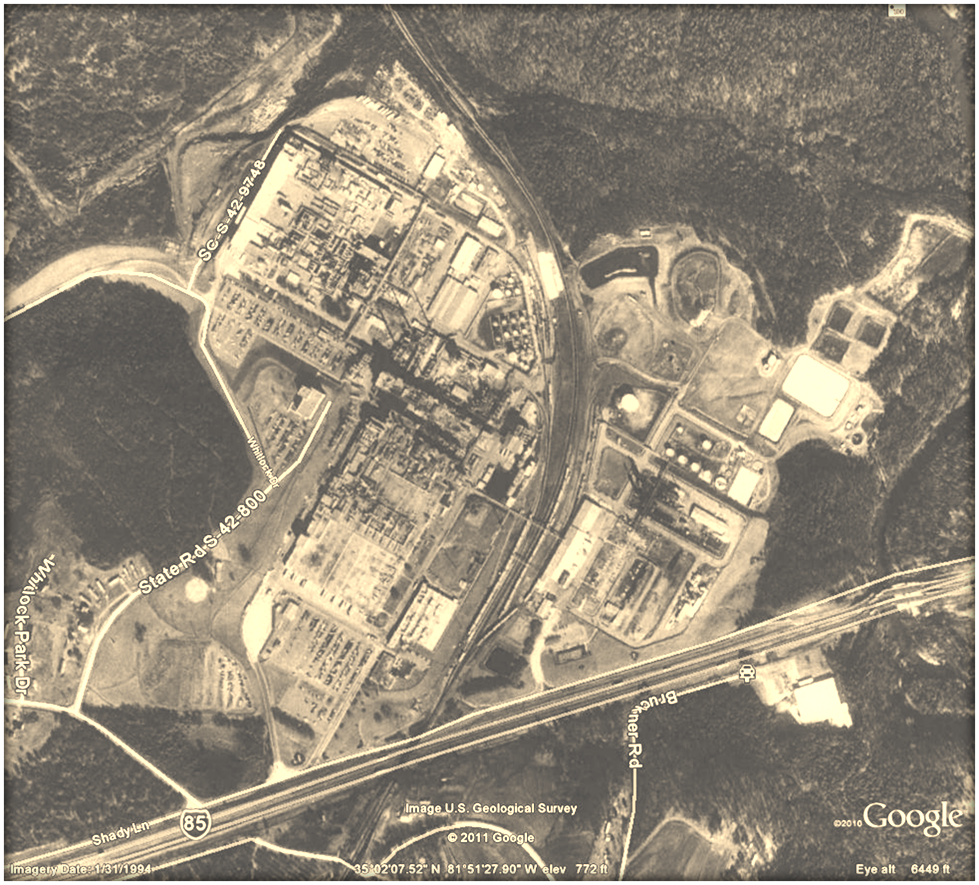 SC-S-42-9748
Whitlock Dr
State Rd S-42-800
Whitlock Park Dr
Bruckner Rd
Image U.S. Geological Survey
©2010 Google
85
Shady Ln
© 2011 Google
Imagery Date: 1/31/1994
35°02'07.52" N 81°51'27.90" W elev 772 ft
Eye alt 6449 ft